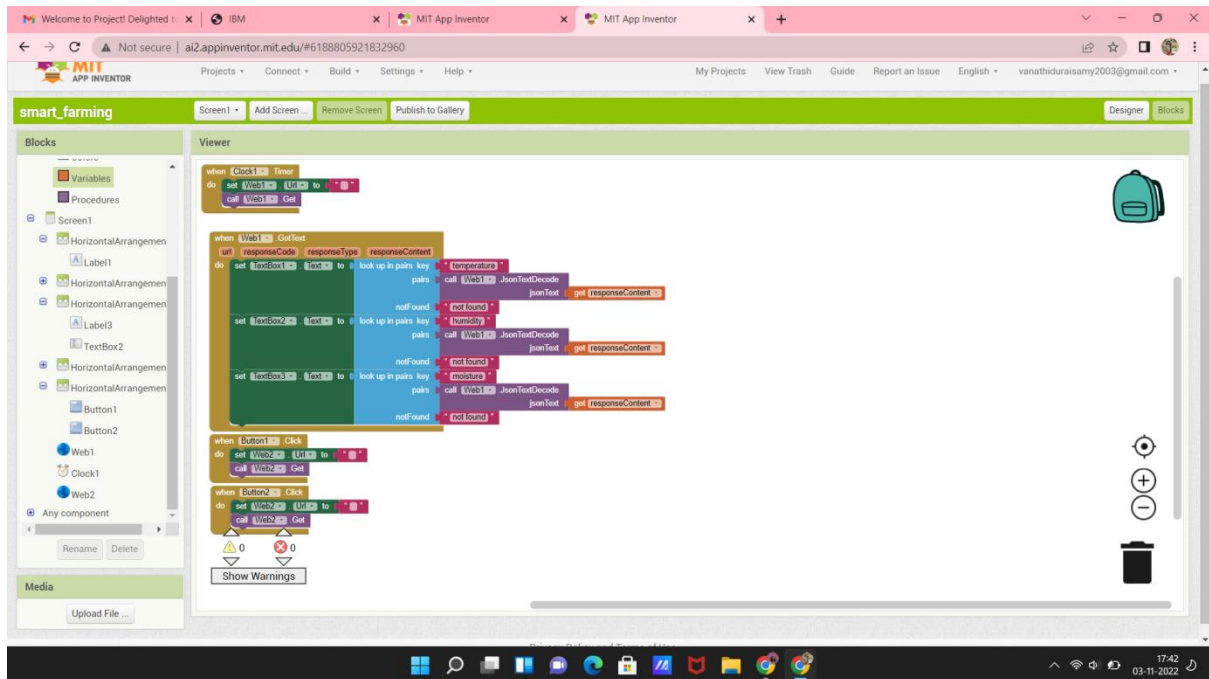 Welcome to Project! Delighted t
IBM
MIT App Inventor
MIT App Inventor
Not secure | ai2.appinventor.mit.edu/#6188805921832960
MIT
APP INVENTOR
Projects Connect Build Settings Help
My Projects View Trash Guide Report an Issue English vanathiduraisamy2003@gmail.com
smart_farming
Screen1 Add Screen ... Remove Screen Publish to Gallery
Designer Blocks
Blocks
Viewer
Variables
Procedures
Screen1
HorizontalArrangemen
Label1
HorizontalArrangemen
HorizontalArrangemen
Label3
TextBox2
HorizontalArrangemen
HorizontalArrangemen
Button1
Button2
Web1
Clock1
Web2
Any component
Rename Delete
Media
Upload File ...
when Clock1 .Timer
do set Web1 . Url to " "
call Web1 .Get
when Web1 .GotText
url responseCode responseType responseContent
do set TextBox1 . Text to look up in pairs key " temperature "
pairs call Web1 .JsonTextDecode
jsonText get responseContent
notFound " not found "
set TextBox2 . Text to look up in pairs key " humidity "
pairs call Web1 .JsonTextDecode
jsonText get responseContent
notFound " not found "
set TextBox3 . Text to look up in pairs key " moisture "
pairs call Web1 .JsonTextDecode
jsonText get responseContent
notFound " not found "
when Button1 .Click
do set Web2 . Url to " "
call Web2 .Get
when Button2 .Click
do set Web2 . Url to " "
call Web2 .Get
0 0
Show Warnings
17:42
03-11-2022